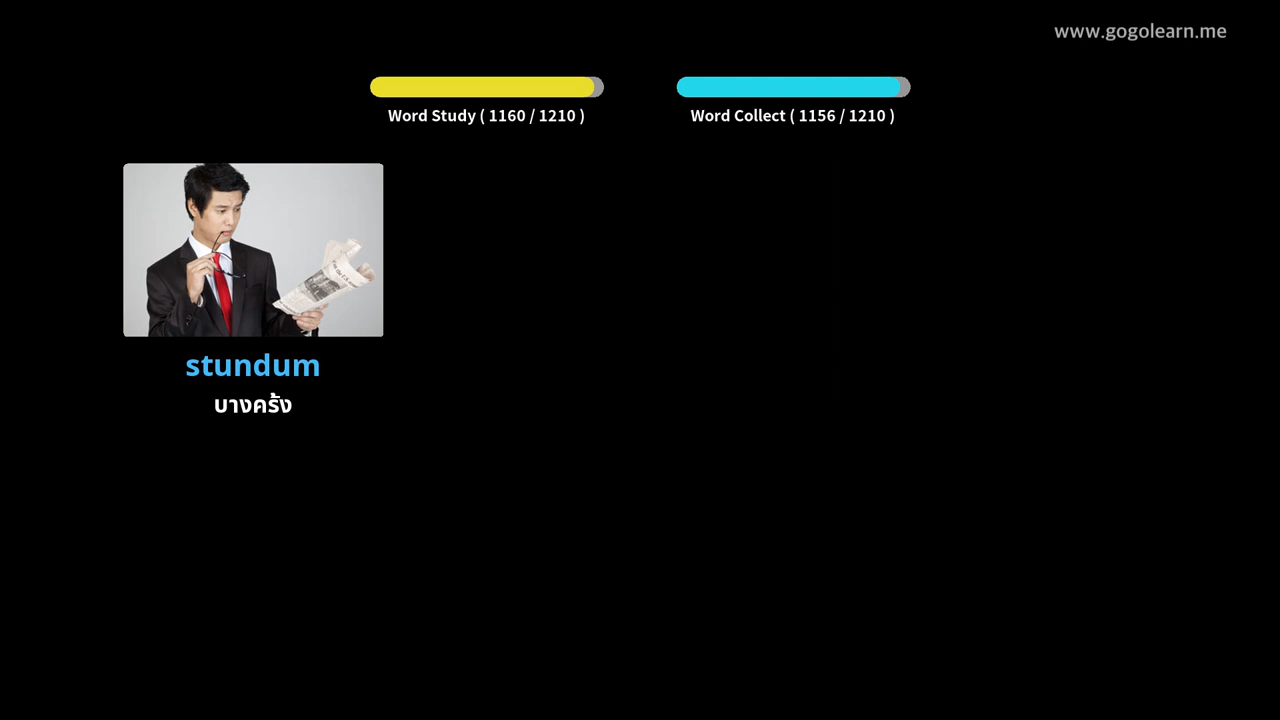 www.gogolearn.me
Word Study ( 1160 / 1210 )
Word Collect ( 1156 / 1210 )
stundum
บางครั้ง